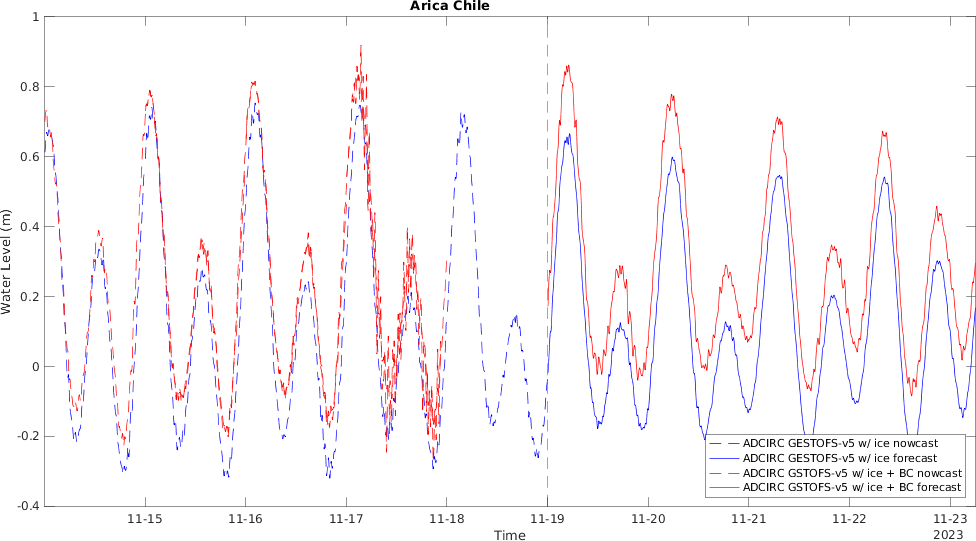 Arica Chile
Water Level (m)
1
0.8
0.6
0.4
0.2
0
-0.2
-0.4
11-15
11-16
11-17
11-18
11-19
11-20
11-21
11-22
11-23
Time
2023
ADCIRC GESTOFS-v5 w/ ice nowcast
ADCIRC GESTOFS-v5 w/ ice forecast
ADCIRC GSTOFS-v5 w/ ice + BC nowcast
ADCIRC GSTOFS-v5 w/ ice + BC forecast